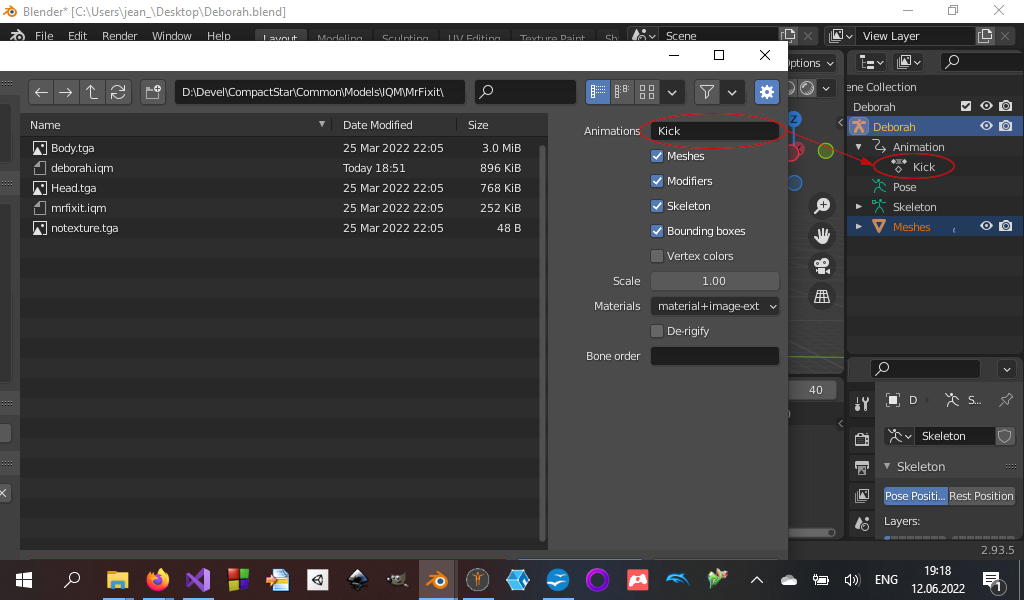 Blender* [C:\Users\jean_\Desktop\Deborah.blend]
File Edit Render Window Help Layout Modeling Sculpting UV Editing Texture Paint Sh Scene View Layer
ptions
D:\Devel\CompactStar\Common\Models\IQM\MrFixit\
ene Collection
Name Date Modified Size
Deborah
Animations Kick
Deborah
Body.tga 25 Mar 2022 22:05 3.0 MiB
Meshes
Animation
deborah.iqm Today 18:51 896 KiB
Kick
Modifiers
Head.tga 25 Mar 2022 22:05 768 KiB
Pose
mrfixit.iqm 25 Mar 2022 22:05 252 KiB
Skeleton
Skeleton
notexture.tga 25 Mar 2022 22:05 48 B
Bounding boxes
Meshes
Vertex colors
Scale 1.00
Materials material+image-ext
De-rigify
Bone order
40
D S...
Skeleton
Skeleton
Pose Positi... Rest Position
Layers:
2.93.5
ENG
19:18
12.06.2022
1
Z